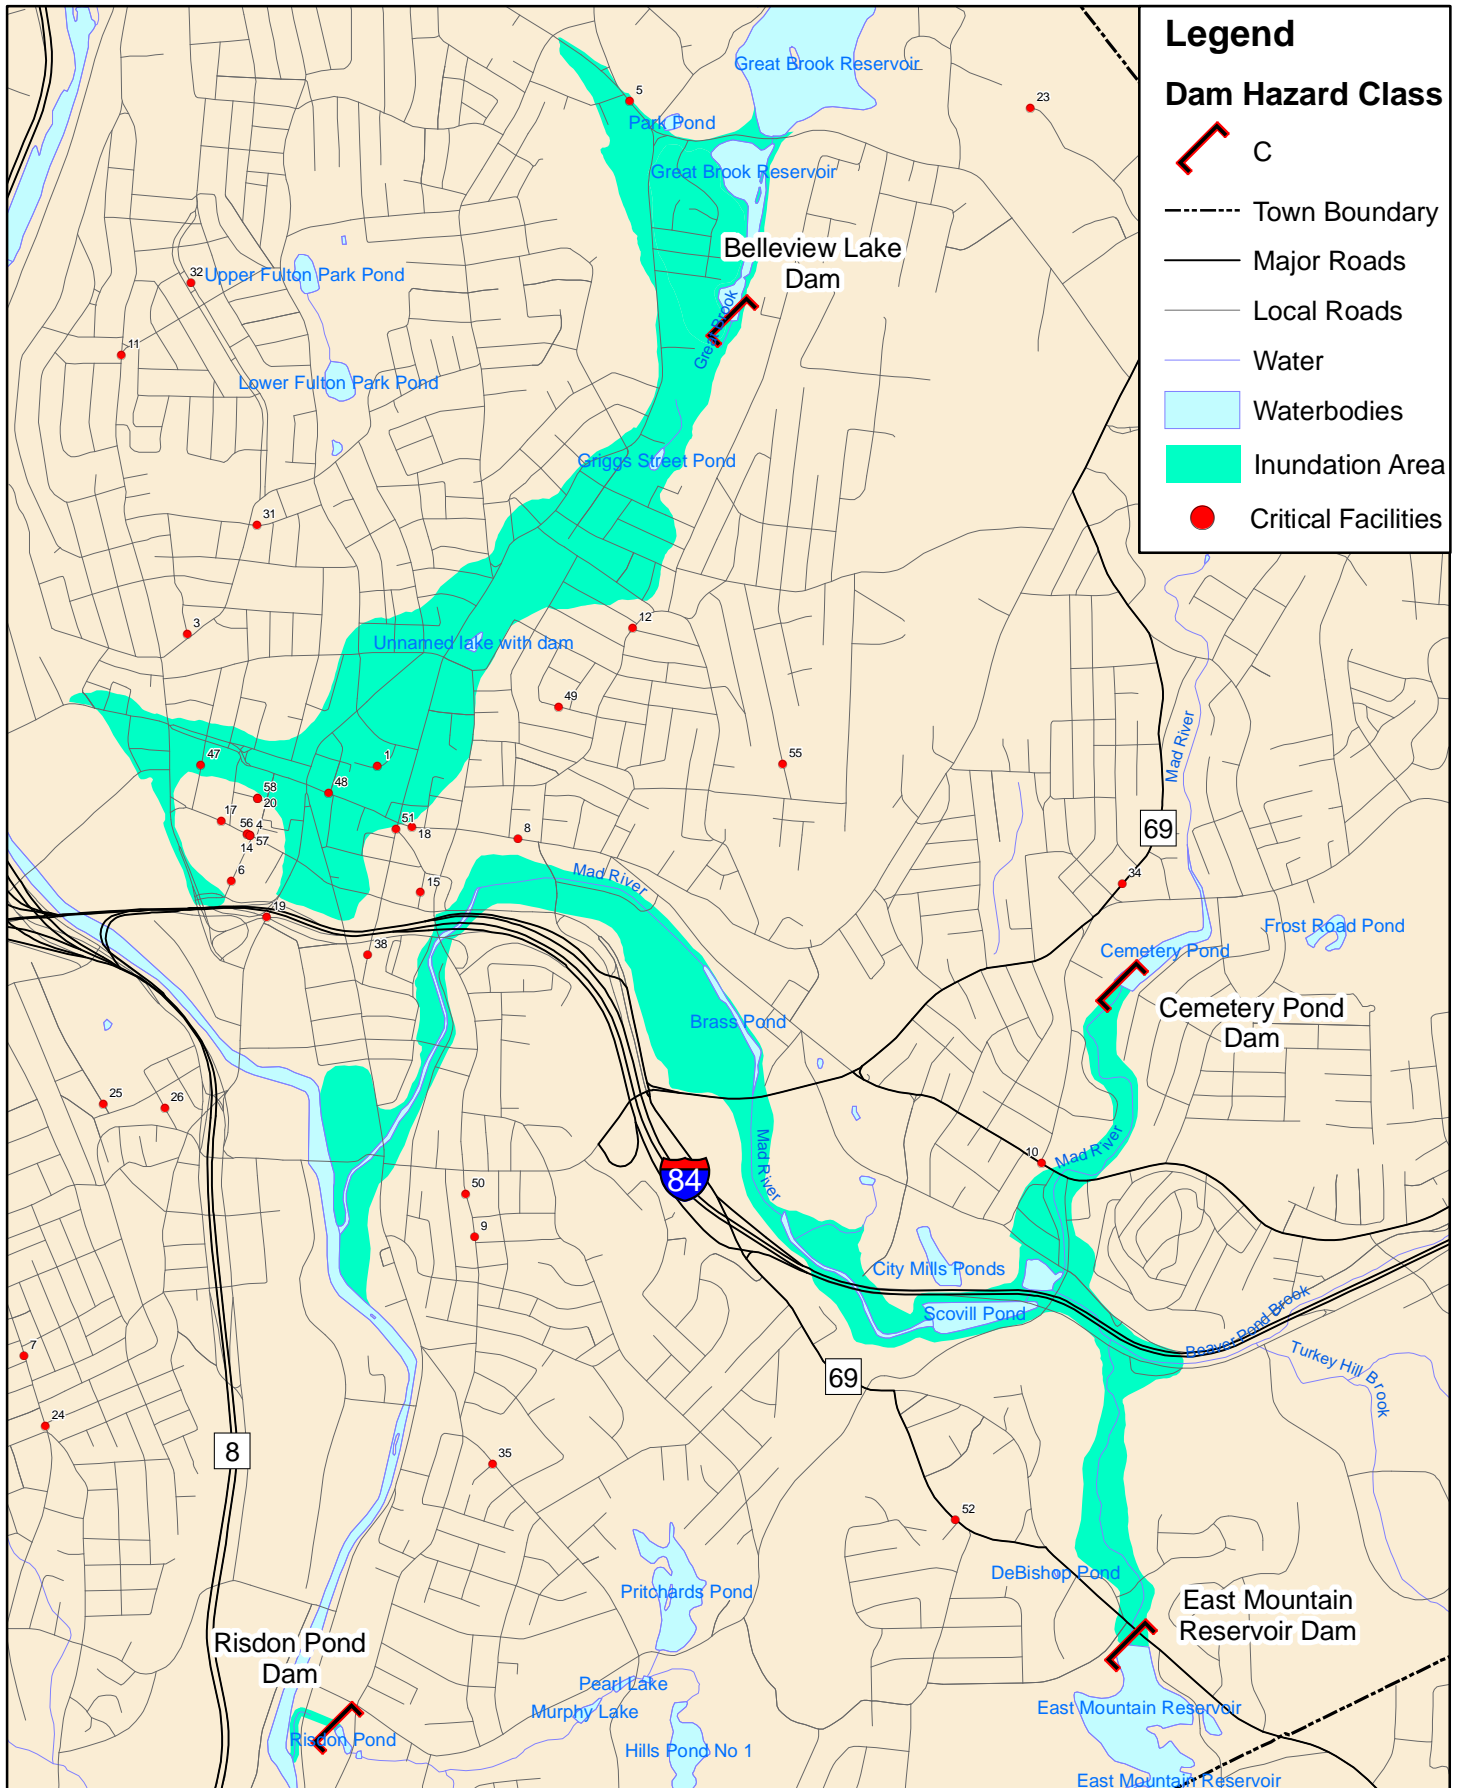 Legend
Dam Hazard Class
C
Town Boundary
Major Roads
Local Roads
Water
Waterbodies
Inundation Area
Critical Facilities
Great Brook Reservoir
23
5
Park Pond
Great Brook Reservoir
Belleview Lake
Dam
32
Upper Fulton Park Pond
Great Brook
11
Lower Fulton Park Pond
Griggs Street Pond
31
3
12
Unnamed lake with dam
49
Mad River
47
1
55
58
48
20
17
51
56
4
18
8
57
14
69
6
15
Mad River
34
19
Frost Road Pond
38
Cemetery Pond
Cemetery Pond
Dam
Brass Pond
25
26
Mad River
Mad River
10
84
50
9
City Mills Ponds
Scovill Pond
Beaver Pond Brook
Turkey Hill Brook
7
69
24
8
35
52
DeBishop Pond
Pritchards Pond
East Mountain
Reservoir Dam
Risdon Pond
Dam
Pearl Lake
Murphy Lake
East Mountain Reservoir
Risdon Pond
Hills Pond No 1
East Mountain Reservoir